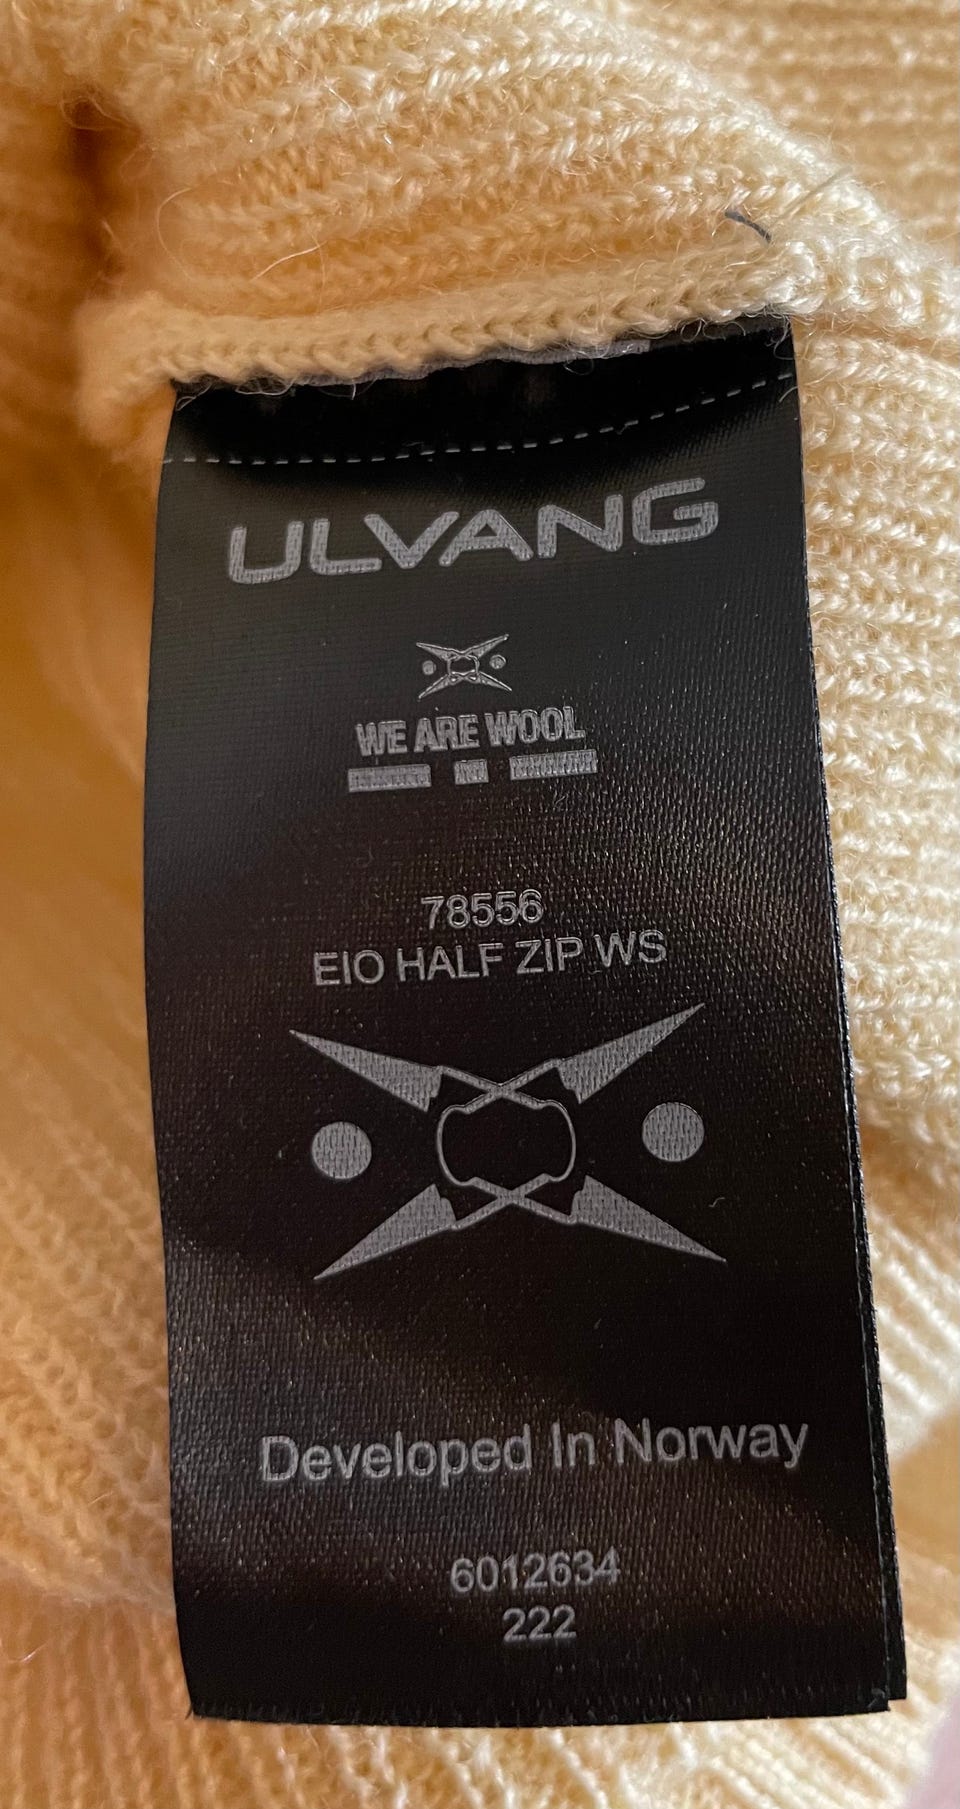 ULVANG
WE ARE WOOL
78556
EIO HALF ZIP WS
Developed In Norway
6012634
222